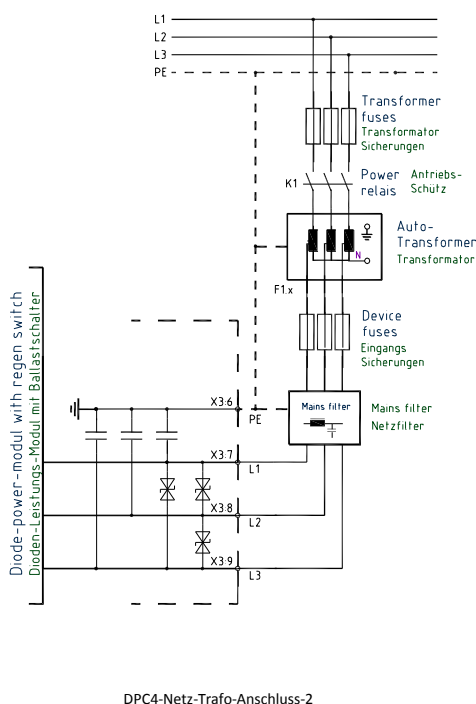 L1
L2
L3
PE
Transformer
fuses
Transformator
Sicherungen
K1
Power
relais
Antriebs-
Schütz
Auto-
Transformer
Transformator
N
F1.x
Device
fuses
Eingangs
Sicherungen
Mains filter
Mains filter
Netzfilter
X3:6
PE
X3:7
L1
X3:8
L2
X3:9
L3
Diode-power-modul with regen switch
Dioden-Leistungs-Modul mit Ballastschalter
DPC4-Netz-Trafo-Anschluss-2